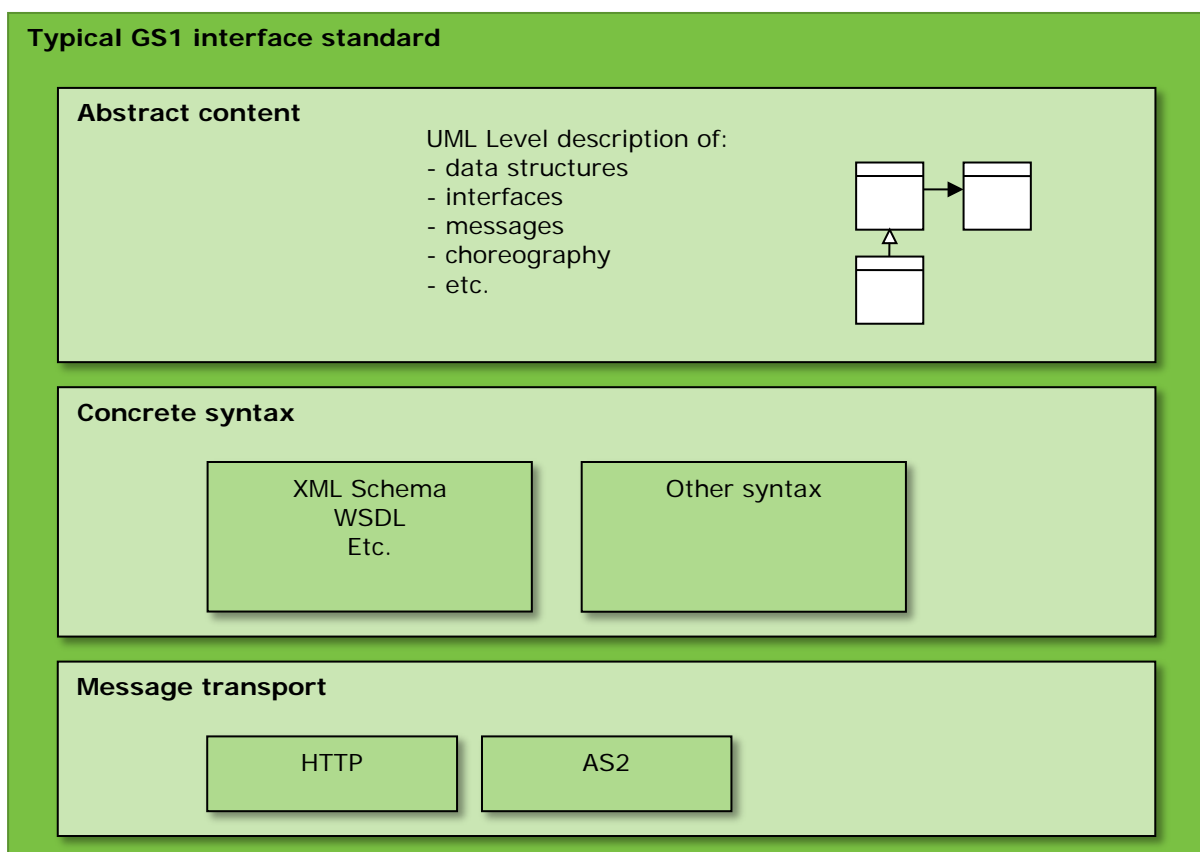 Typical GS1 interface standard
Abstract content
UML Level description of:
- data structures
- interfaces
- messages
- choreography
- etc.
Concrete syntax
XML Schema
WSDL
Etc.
Other syntax
Message transport
HTTP
AS2